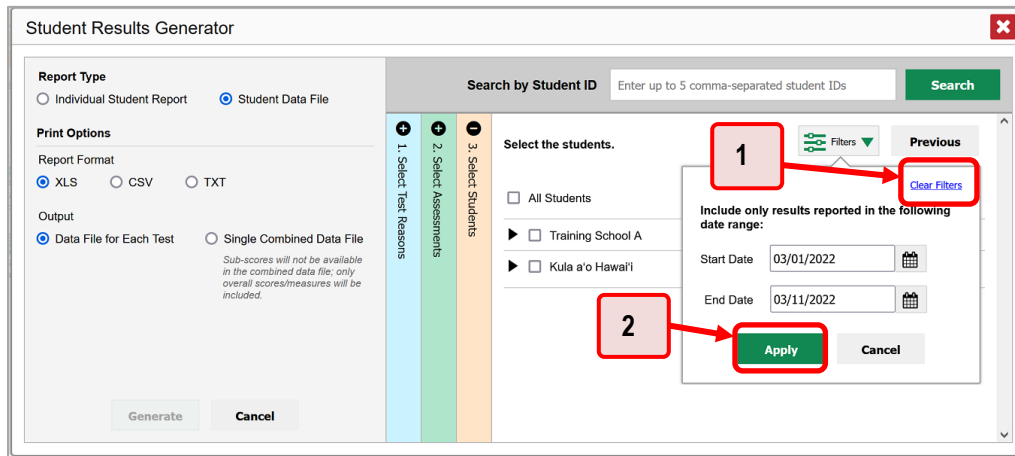 Student Results Generator
Report Type
Individual Student Report
Student Data File
Print Options
Report Format
XLS
CSV
TXT
Output
Data File for Each Test
Single Combined Data File
Sub-scores will not be available
in the combined data file; only
overall scores/measures will be
included.
Generate
Cancel
Search by Student ID
Enter up to 5 comma-separated student IDs
Search
1. Select Test Reasons
2. Select Assessments
3. Select Students
Select the students.
Filters
Previous
1
Clear Filters
All Students
Training School A
Kula aʻo Hawaiʻi
Include only results reported in the following
date range:
Start Date
03/01/2022
End Date
03/11/2022
2
Apply
Cancel